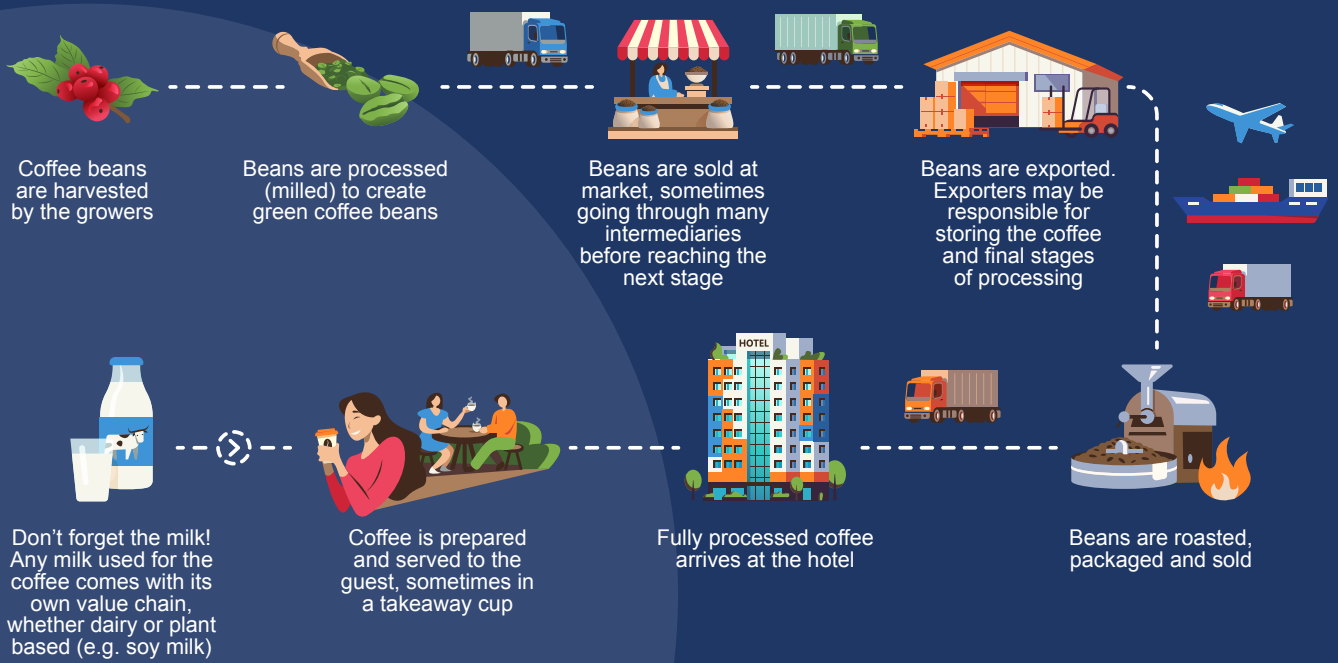 Coffee beans
are harvested
by the growers
Beans are processed
(milled) to create
green coffee beans
Beans are sold at
market, sometimes
going through many
intermediaries
before reaching the
next stage
Beans are exported.
Exporters may be
responsible for
storing the coffee
and final stages
of processing
Beans are roasted,
packaged and sold
HOTEL
Fully processed coffee
arrives at the hotel
Coffee is prepared
and served to the
guest, sometimes in
a takeaway cup
Don’t forget the milk!
Any milk used for the
coffee comes with its
own value chain,
whether dairy or plant
based (e.g. soy milk)